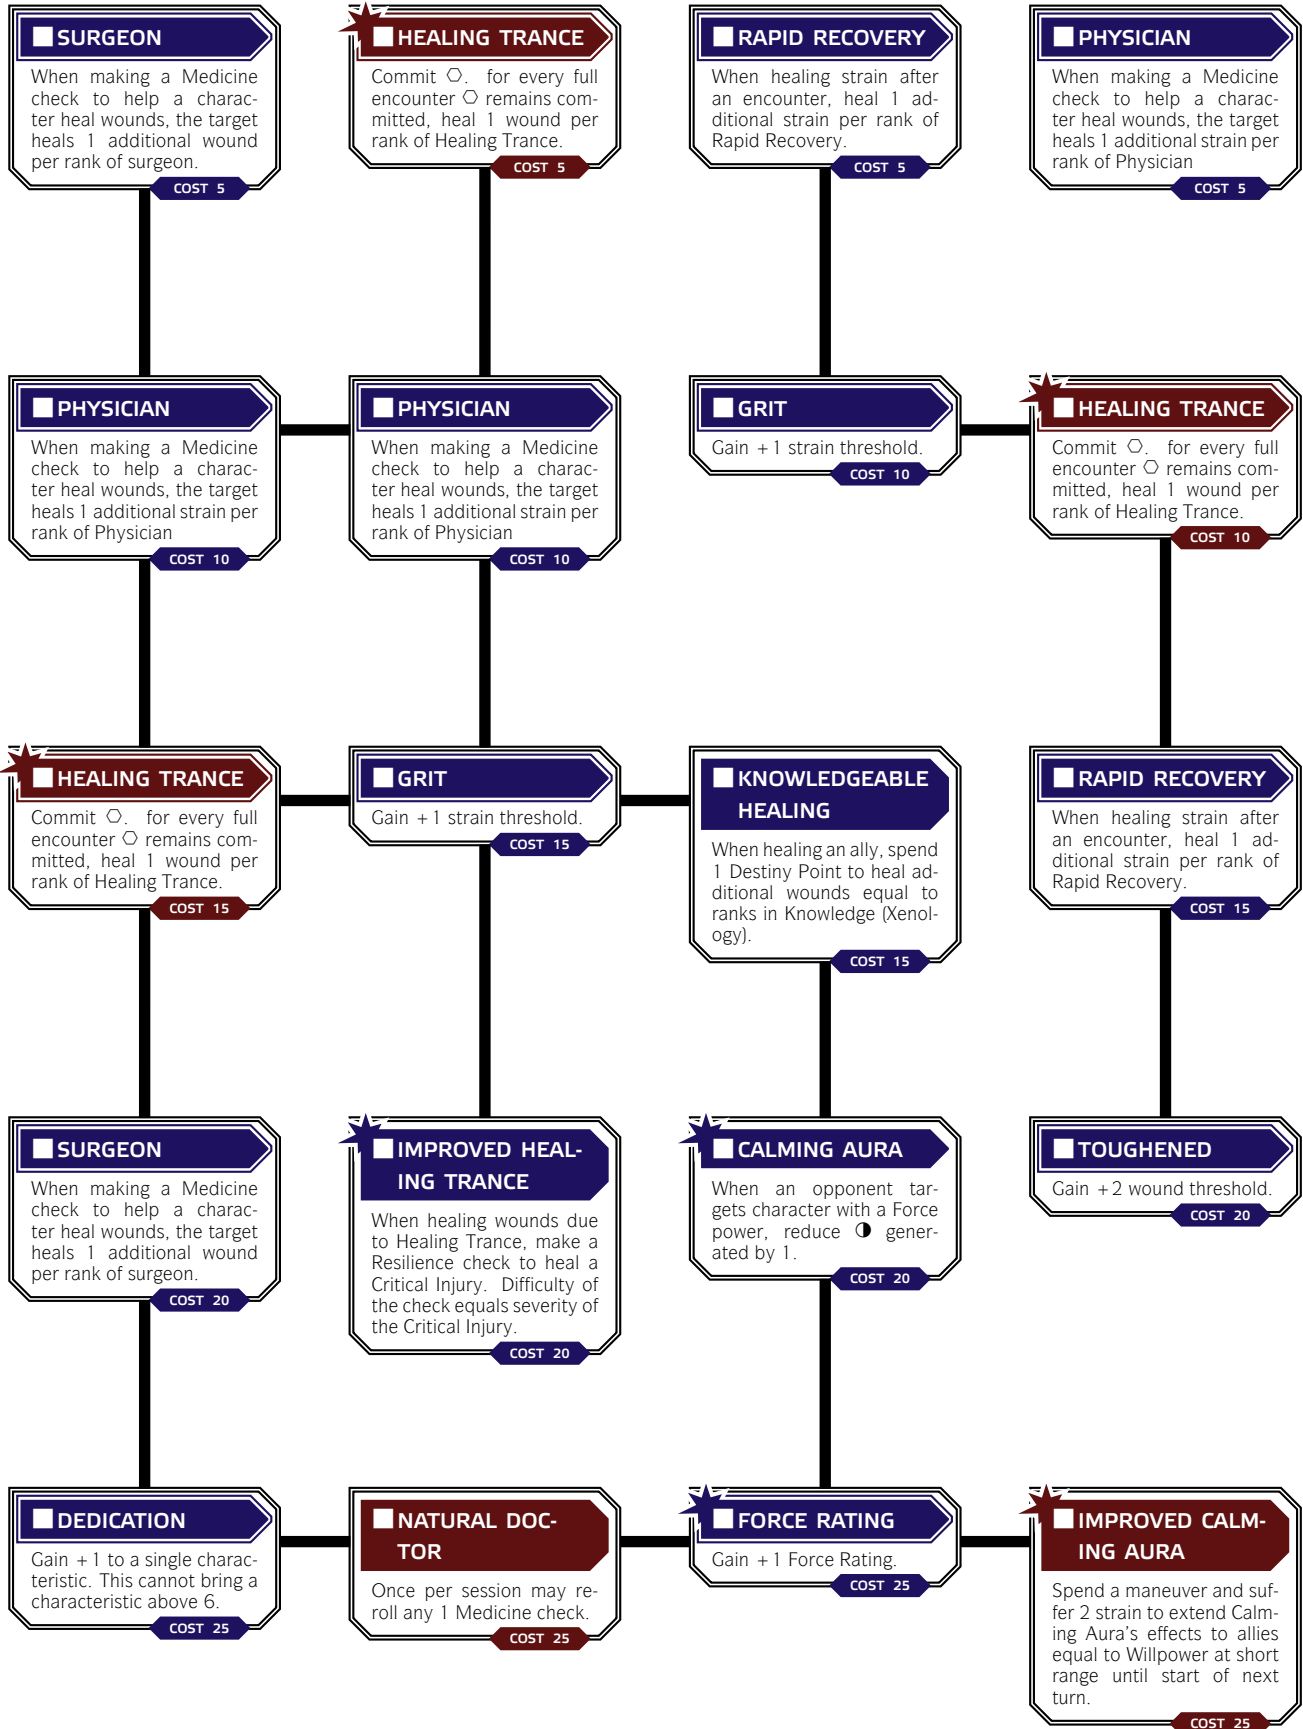 SURGEON
When making a Medicine
check to help a charac-
ter heal wounds, the target
heals 1 additional wound
per rank of surgeon.
COST 5
HEALING TRANCE
Commit ⬡. for every full
encounter ⬡ remains com-
mitted, heal 1 wound per
rank of Healing Trance.
COST 5
RAPID RECOVERY
When healing strain after
an encounter, heal 1 ad-
ditional strain per rank of
Rapid Recovery.
COST 5
PHYSICIAN
When making a Medicine
check to help a charac-
ter heal wounds, the target
heals 1 additional strain per
rank of Physician
COST 5
PHYSICIAN
When making a Medicine
check to help a charac-
ter heal wounds, the target
heals 1 additional strain per
rank of Physician
COST 10
PHYSICIAN
When making a Medicine
check to help a charac-
ter heal wounds, the target
heals 1 additional strain per
rank of Physician
COST 10
GRIT
Gain +1 strain threshold.
COST 10
HEALING TRANCE
Commit ⬡. for every full
encounter ⬡ remains com-
mitted, heal 1 wound per
rank of Healing Trance.
COST 10
HEALING TRANCE
Commit ⬡. for every full
encounter ⬡ remains com-
mitted, heal 1 wound per
rank of Healing Trance.
COST 15
GRIT
Gain +1 strain threshold.
COST 15
KNOWLEDGEABLE
HEALING
When healing an ally, spend
1 Destiny Point to heal ad-
ditional wounds equal to
ranks in Knowledge (Xenol-
ogy).
COST 15
RAPID RECOVERY
When healing strain after
an encounter, heal 1 ad-
ditional strain per rank of
Rapid Recovery.
COST 15
SURGEON
When making a Medicine
check to help a charac-
ter heal wounds, the target
heals 1 additional wound
per rank of surgeon.
COST 20
IMPROVED HEAL-
ING TRANCE
When healing wounds due
to Healing Trance, make a
Resilience check to heal a
Critical Injury. Difficulty of
the check equals severity of
the Critical Injury.
COST 20
CALMING AURA
When an opponent tar-
gets character with a Force
power, reduce ◑ gener-
ated by 1.
COST 20
TOUGHENED
Gain +2 wound threshold.
COST 20
DEDICATION
Gain +1 to a single charac-
teristic. This cannot bring a
characteristic above 6.
COST 25
NATURAL DOC-
TOR
Once per session may re-
roll any 1 Medicine check.
COST 25
FORCE RATING
Gain +1 Force Rating.
COST 25
IMPROVED CALM-
ING AURA
Spend a maneuver and suf-
fer 2 strain to extend Calm-
ing Aura's effects to allies
equal to Willpower at short
range until start of next
turn.
COST 25